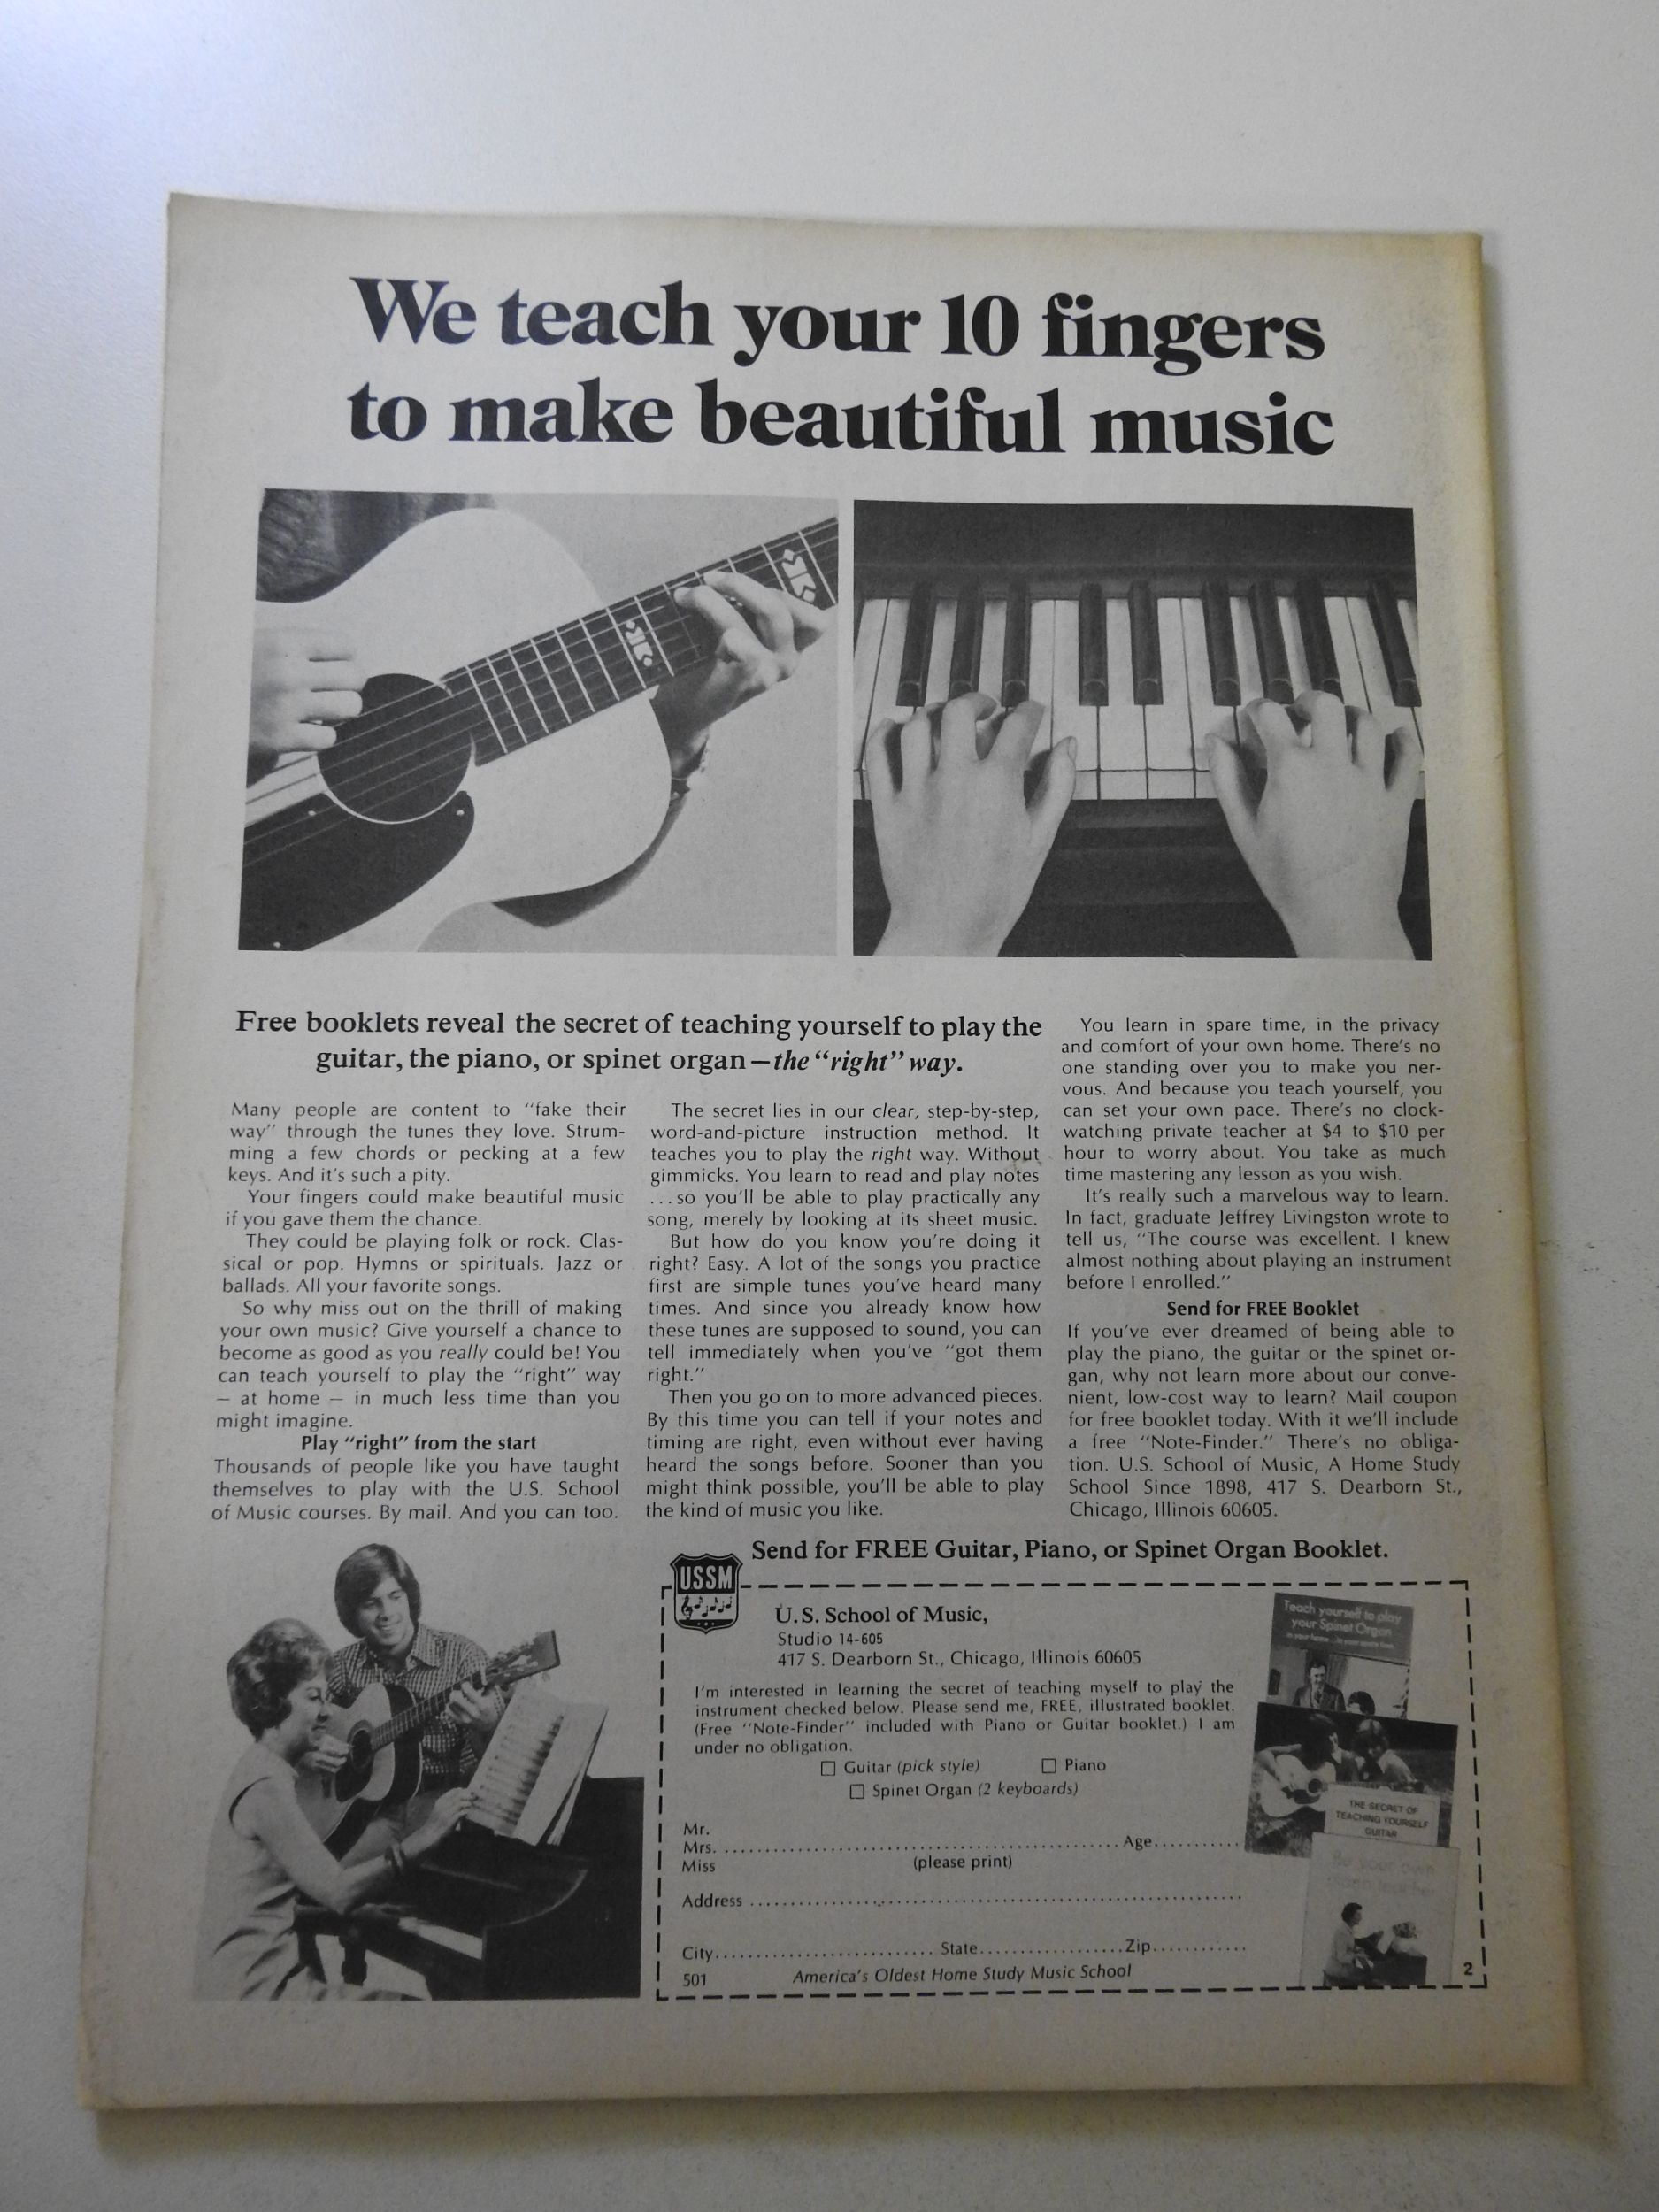 We teach your 10 fingers
to make beautiful music
Free booklets reveal the secret of teaching yourself to play the
guitar, the piano, or spinet organ—the “right” way.
Many people are content to “fake their
way” through the tunes they love. Strum-
ming a few chords or pecking at a few
keys. And it's such a pity.
Your fingers could make beautiful music
if you gave them the chance.
They could be playing folk or rock. Clas-
sical or pop. Hymns or spirituals. Jazz or
ballads. All your favorite songs.
So why miss out on the thrill of making
your own music? Give yourself a chance to
become as good as you really could be! You
can teach yourself to play the “right” way
— at home — in much less time than you
might imagine.
Play “right” from the start
Thousands of people like you have taught
themselves to play with the U.S. School
of Music courses. By mail. And you can too.
The secret lies in our clear, step-by-step,
word-and-picture instruction method. It
teaches you to play the right way. Without
gimmicks. You learn to read and play notes
...so you'll be able to play practically any
song, merely by looking at its sheet music.
But how do you know you're doing it
right? Easy. A lot of the songs you practice
first are simple tunes you've heard many
times. And since you already know how
these tunes are supposed to sound, you can
tell immediately when you've “got them
right.”
Then you go on to more advanced pieces.
By this time you can tell if your notes and
timing are right, even without ever having
heard the songs before. Sooner than you
might think possible, you'll be able to play
the kind of music you like.
You learn in spare time, in the privacy
and comfort of your own home. There's no
one standing over you to make you ner-
vous. And because you teach yourself, you
can set your own pace. There's no clock-
watching private teacher at $4 to $10 per
hour to worry about. You take as much
time mastering any lesson as you wish.
It's really such a marvelous way to learn.
In fact, graduate Jeffrey Livingston wrote to
tell us, “The course was excellent. I knew
almost nothing about playing an instrument
before I enrolled.”
Send for FREE Booklet
If you've ever dreamed of being able to
play the piano, the guitar or the spinet or-
gan, why not learn more about our conve-
nient, low-cost way to learn? Mail coupon
for free booklet today. With it we'll include
a free “Note-Finder.” There's no obliga-
tion. U.S. School of Music, A Home Study
School Since 1898, 417 S. Dearborn St.,
Chicago, Illinois 60605.
Send for FREE Guitar, Piano, or Spinet Organ Booklet.
USSM
U.S. School of Music,
Studio 14-605
417 S. Dearborn St., Chicago, Illinois 60605
I'm interested in learning the secret of teaching myself to play the
instrument checked below. Please send me, FREE, illustrated booklet.
(Free “Note-Finder” included with Piano or Guitar booklet.) I am
under no obligation.
☐ Guitar (pick style) ☐ Piano
☐ Spinet Organ (2 keyboards)
Mr.
Mrs. ........ Age........
Miss (please print)
Address ........
City........ State........ Zip........
501 America's Oldest Home Study Music School
2
Teach yourself to play
your Spinet Organ
in your home...in your spare time.
THE SECRET OF
TEACHING YOURSELF
GUITAR
Be your own
piano teacher